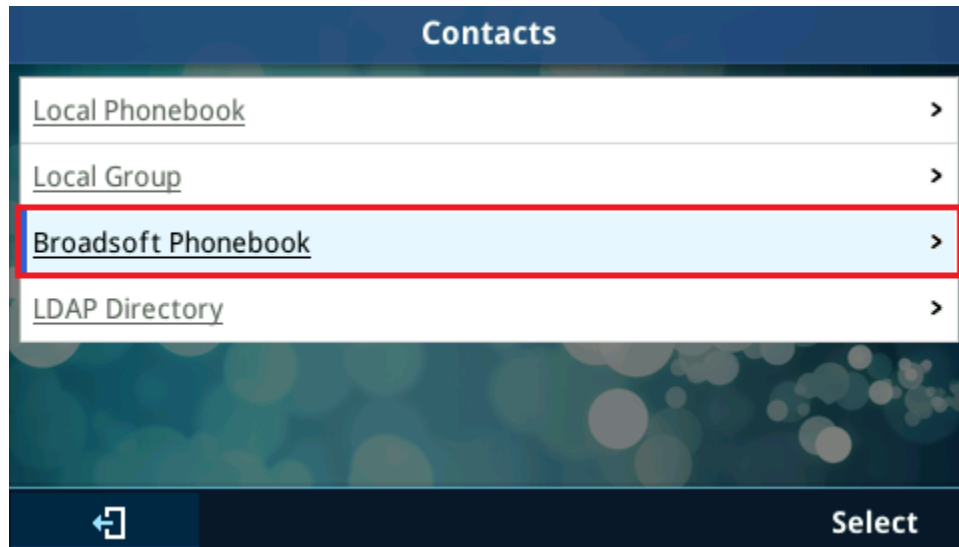 Contacts
Local Phonebook
Local Group
Broadsoft Phonebook
LDAP Directory
Select